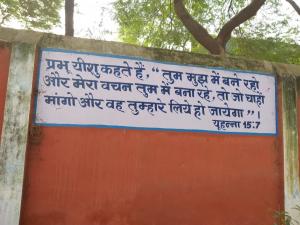 प्रभु यीशु कहते हैं, "तुम मुझ में बने रहो
और मेरा वचन तुम में बना रहे, तो जो चाहो
मांगो और वह तुम्हारे लिये हो जायेगा"।
यूहन्ना 15:7